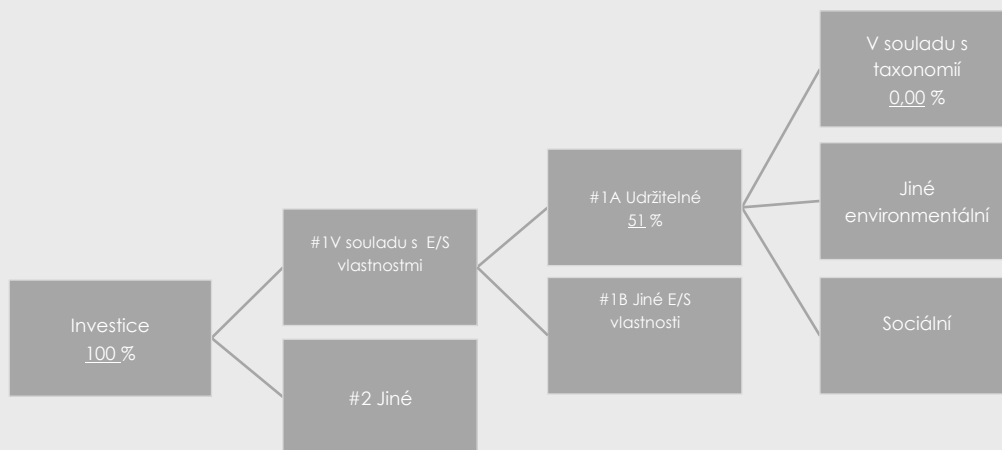 V souladu s
taxonomií
0,00 %
#1A Udržitelné
51 %
Jiné
environmentální
#1V souladu s E/S
vlastnostmi
#1B Jiné E/S
vlastnosti
Investice
100 %
Sociální
#2 Jiné